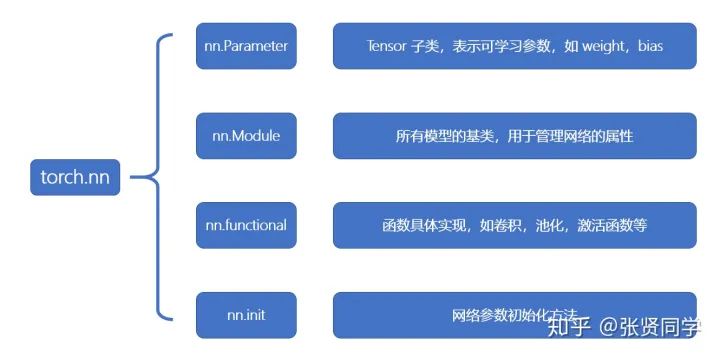 nn.Parameter
Tensor 子类，表示可学习参数，如 weight，bias
nn.Module
所有模型的基类，用于管理网络的属性
torch.nn
nn.functional
函数具体实现，如卷积，池化，激活函数等
nn.init
网络参数初始化方法
知乎 @张贤同学